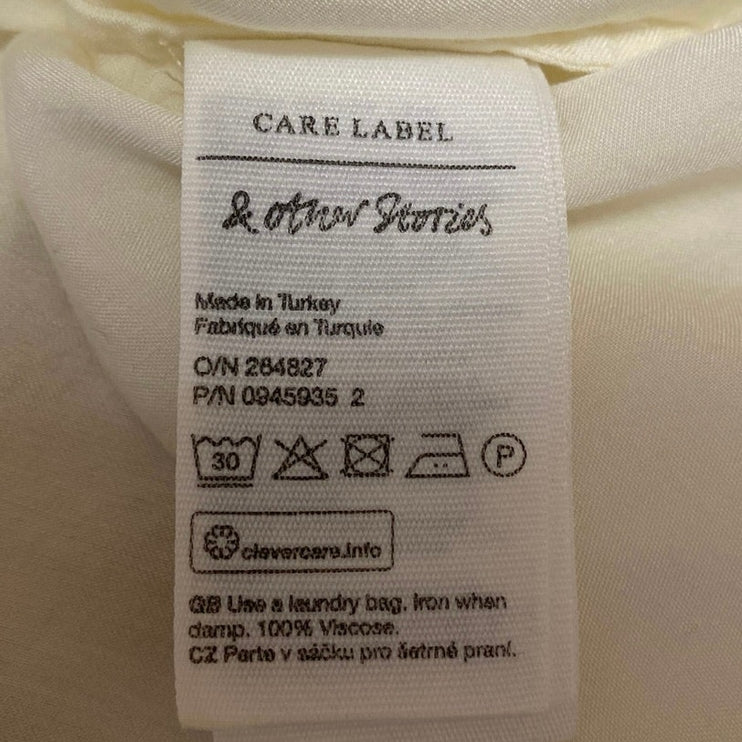 CARE LABEL
& other Stories
Made in Turkey
Fabriqué en Turquie
O/N 264827
P/N 0945935 2
30 P
clevercare.info
GB Use a laundry bag. Iron when
damp. 100% Viscose.
CZ Perte v sáčku pro šetrné praní.